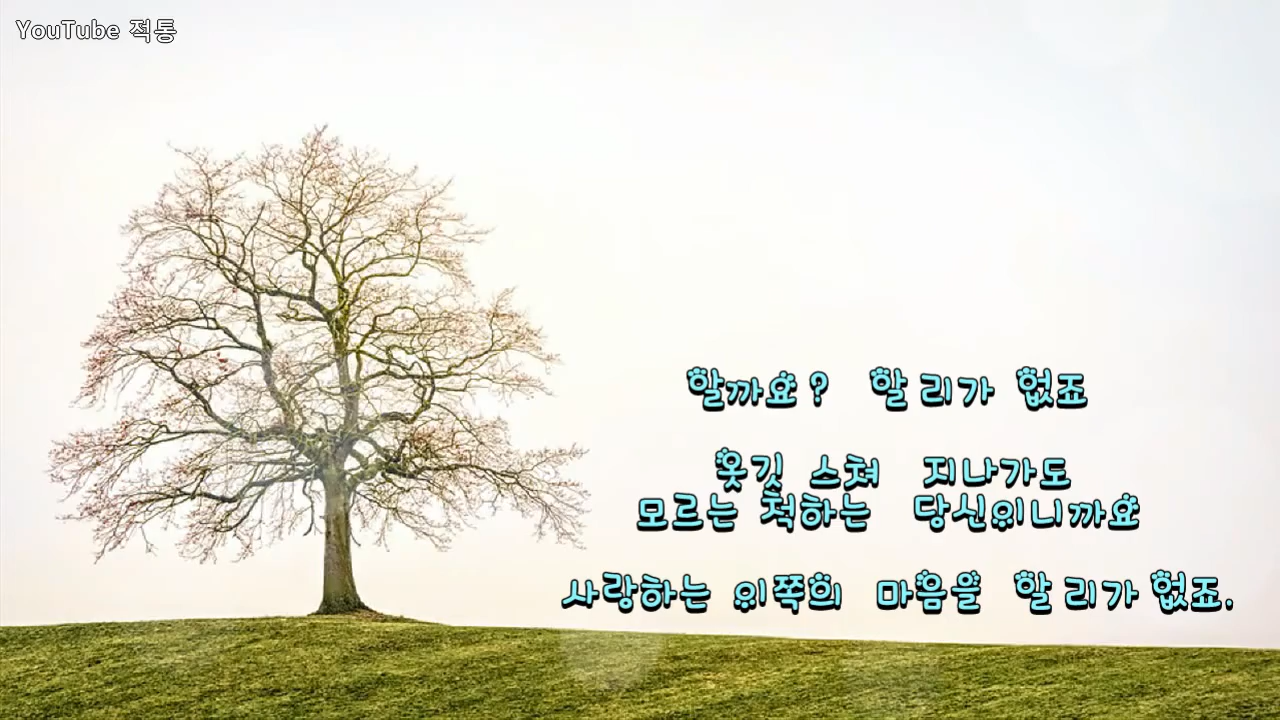 YouTube 적통
할까요? 할 리가 없죠
옷깃 스쳐 지나가도
모르는 척하는 당신이니까요
사랑하는 이쪽의 마음을 할 리가 없죠.